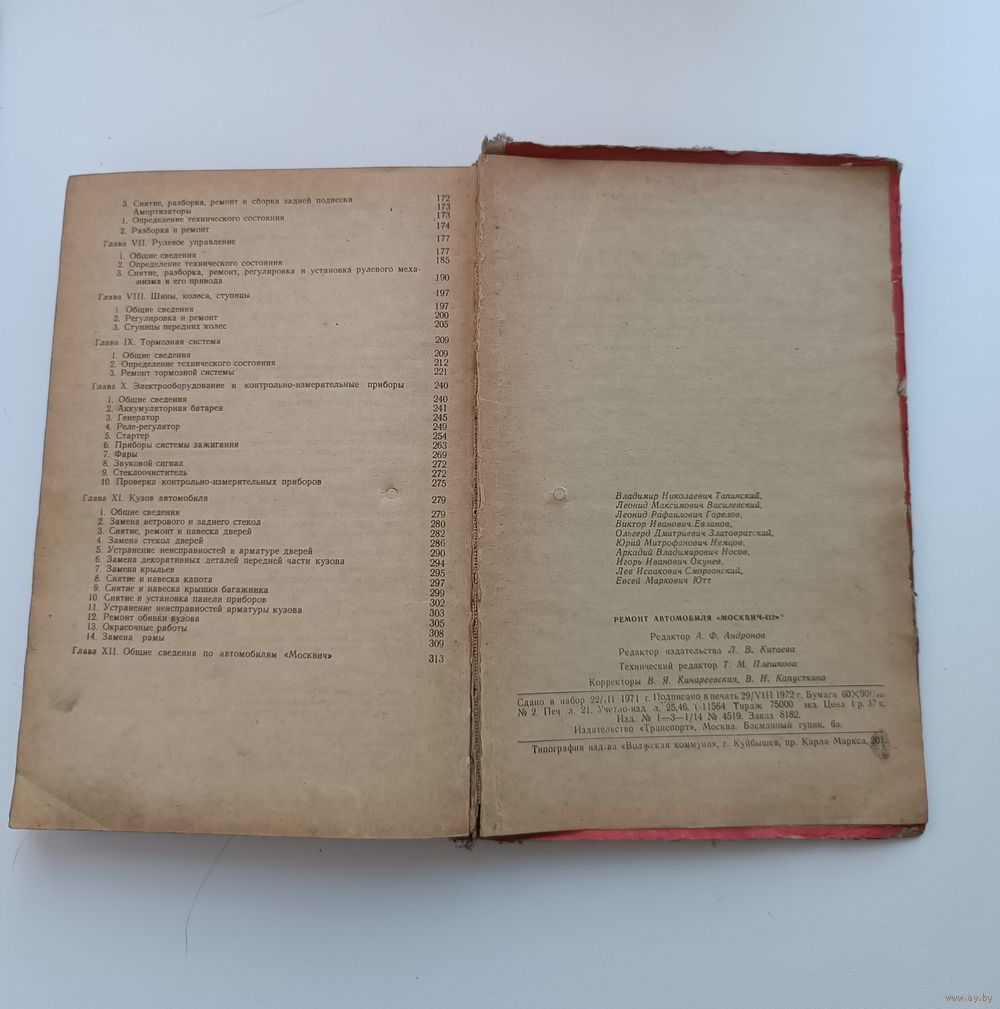 3. Снятие, разборка, ремонт и сборка задней подвески 172
Амортизаторы 173
1. Определение технического состояния 173
2. Разборка и ремонт 174
Глава VII. Рулевое управление 177
1. Общие сведения 177
2. Определение технического состояния 185
3. Снятие, разборка, ремонт, регулировка и установка рулевого меха-
низма и его привода 190
Глава VIII. Шины, колеса, ступицы 197
1. Общие сведения 197
2. Регулировка и ремонт 200
3. Ступицы передних колес 205
Глава IX. Тормозная система 209
1. Общие сведения 209
2. Определение технического состояния 212
3. Ремонт тормозной системы 221
Глава X. Электрооборудование и контрольно-измерительные приборы 240
1. Общие сведения 240
2. Аккумуляторная батарея 241
3. Генератор 245
4. Реле-регулятор 249
5. Стартер 254
6. Приборы системы зажигания 263
7. Фары 269
8. Звуковой сигнал 272
9. Стеклоочиститель 272
10. Проверка контрольно-измерительных приборов 275
Глава XI. Кузов автомобиля 279
1. Общие сведения 279
2. Замена ветрового и заднего стекол 280
3. Снятие, ремонт и навеска дверей 282
4. Замена стекол дверей 286
5. Устранение неисправностей в арматуре дверей 290
6. Замена декоративных деталей передней части кузова 294
7. Замена крыльев 295
8. Снятие и навеска капота 297
9. Снятие и навеска крышки багажника 299
10. Снятие и установка панели приборов 302
11. Устранение неисправностей арматуры кузова 303
12. Ремонт обивки кузова 305
13. Окрасочные работы 308
14. Замена рамы 309
Глава XII. Общие сведения по автомобилям «Москвич» 313
Владимир Николаевич Тапинский,
Леонид Максимович Василевский,
Леонид Рафаилович Горелов,
Виктор Иванович Евланов,
Ольгерд Дмитриевич Златовратский,
Юрий Митрофанович Немцов,
Аркадий Владимирович Носов,
Игорь Иванович Окунев,
Лев Исаакович Сморгонский,
Евсей Маркович Ютт
РЕМОНТ АВТОМОБИЛЯ «МОСКВИЧ-412»
Редактор А. Ф. Андронов
Редактор издательства Л. В. Китаева
Технический редактор Т. М. Плешкова
Корректоры В. Я. Кинареевская, В. Н. Капусткина
Сдано в набор 1971 г. Подписано в печать 29/VIII 1972 г. Бумага 60×90
№ 2. Печ. л. 21. Учетно-изд. л. 25,46. Т-11564 Тираж 75000 экз. Цена 1 р. 37 к.
Изд. № 1—3—1/14 № 4519. Заказ 5182.
Издательство «Транспорт», Москва. Басманный тупик, 6а.
Типография изд-ва «Волжская коммуна», г. Куйбышев, пр. Карла Маркса, 201.
www.ay.by